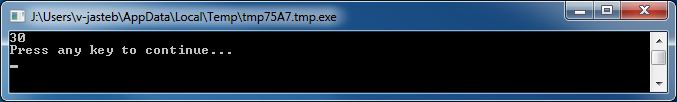 J:\Users\v-jasteb\AppData\Local\Temp\tmp75A7.tmp.exe
30
Press any key to continue...